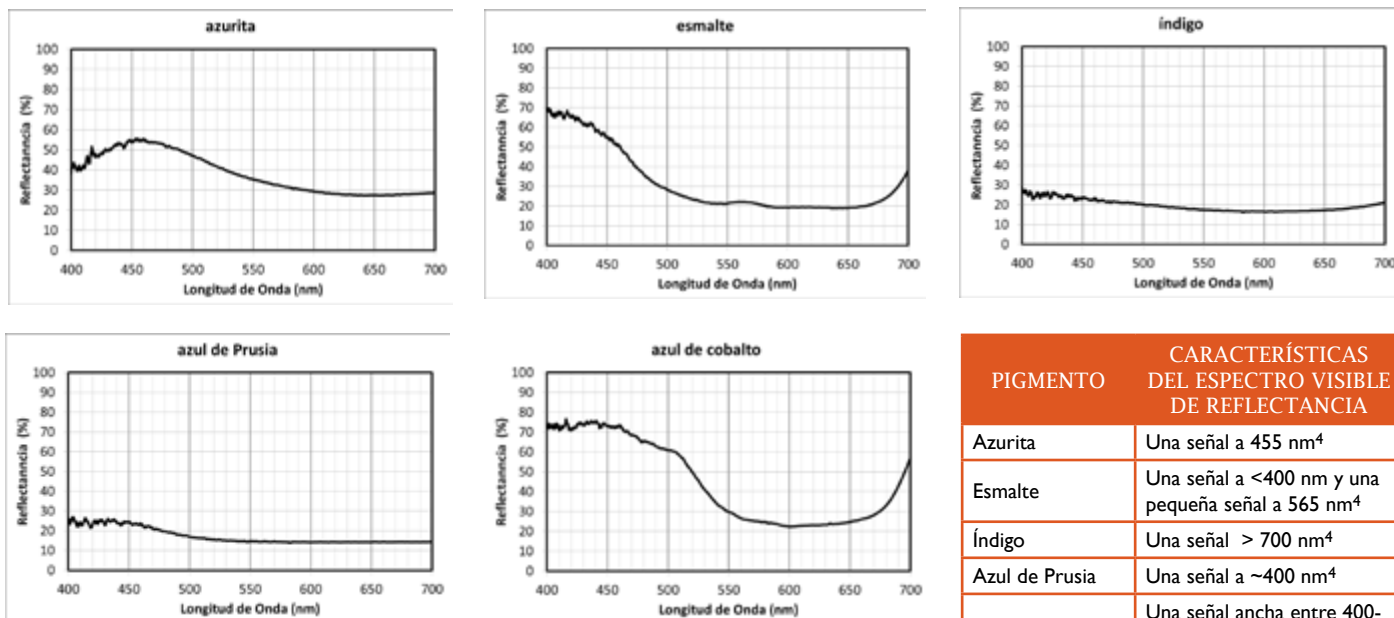 azurita
100
90
80
70
60
50
40
30
20
10
0
Reflectanncia (%)
400 450 500 550 600 650 700
Longitud de Onda (nm)
esmalte
100
90
80
70
60
50
40
30
20
10
0
Reflectanncia (%)
400 450 500 550 600 650 700
Longitud de Onda (nm)
índigo
100
90
80
70
60
50
40
30
20
10
0
Reflectanncia (%)
400 450 500 550 600 650 700
Longitud de Onda (nm)
azul de Prusia
100
90
80
70
60
50
40
30
20
10
0
Reflectanncia (%)
400 450 500 550 600 650 700
Longitud de Onda (nm)
azul de cobalto
100
90
80
70
60
50
40
30
20
10
0
Reflectanncia (%)
400 450 500 550 600 650 700
Longitud de Onda (nm)
PIGMENTO
CARACTERÍSTICAS
DEL ESPECTRO VISIBLE
DE REFLECTANCIA
Azurita
Una señal a 455 nm4
Esmalte
Una señal a <400 nm y una
pequeña señal a 565 nm4
Índigo
Una señal > 700 nm4
Azul de Prusia
Una señal a ~400 nm4
Una señal ancha entre 400-